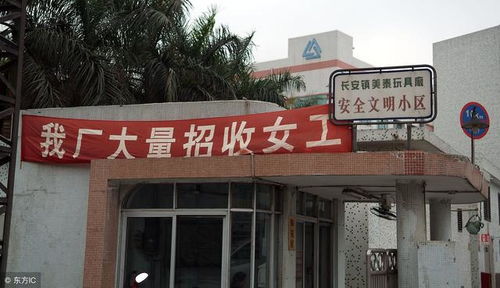 长安镇美泰玩具厂
安全文明小区
我厂大量招收女工
© 东方IC